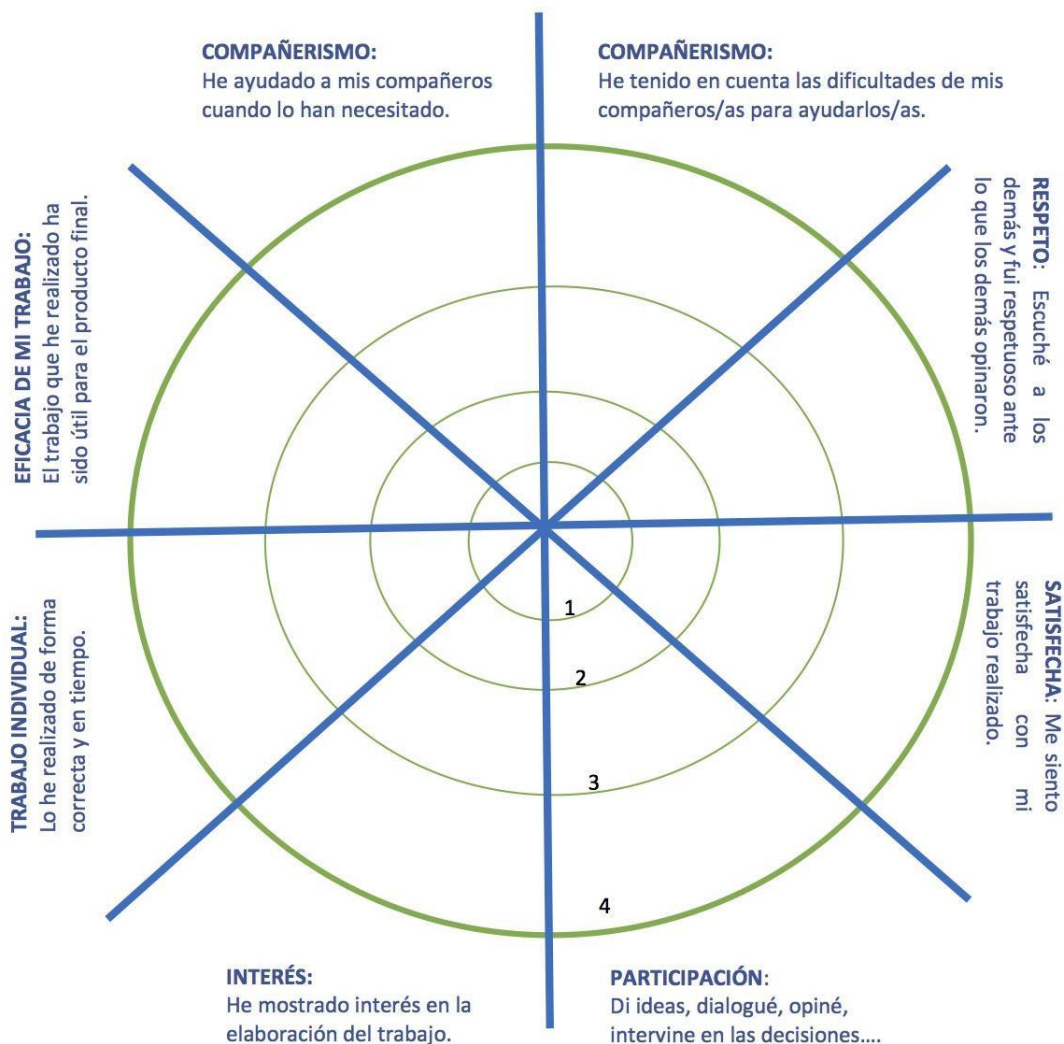 COMPAÑERISMO:
He ayudado a mis compañeros
cuando lo han necesitado.
COMPAÑERISMO:
He tenido en cuenta las dificultades de mis
compañeros/as para ayudarlos/as.
RESPETO: Escuché a los
demás y fui respetuoso ante
lo que los demás opinaron.
EFICACIA DE MI TRABAJO:
El trabajo que he realizado ha
sido útil para el producto final.
SATISFECHA: Me siento
satisfecha con mi
trabajo realizado.
TRABAJO INDIVIDUAL:
Lo he realizado de forma
correcta y en tiempo.
1
2
3
4
INTERÉS:
He mostrado interés en la
elaboración del trabajo.
PARTICIPACIÓN:
Di ideas, dialogué, opiné,
intervine en las decisiones....